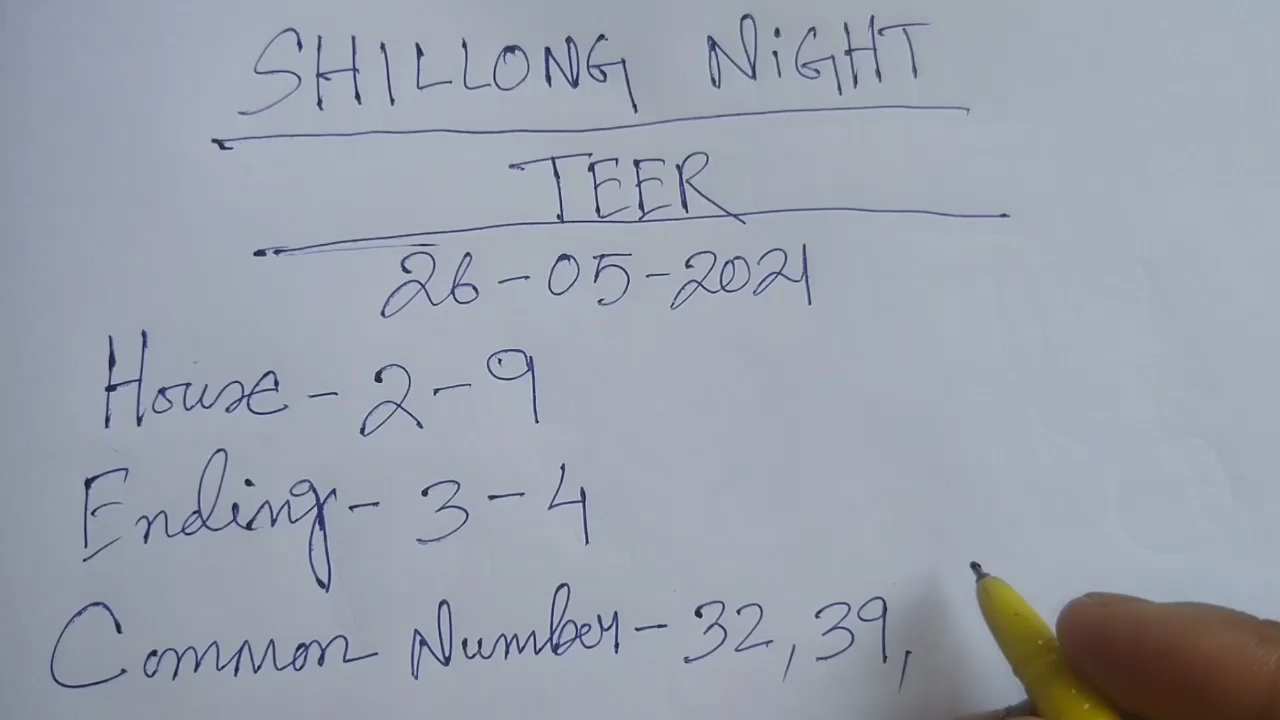 SHILLONG NiGHT
TEER
26-05-2021
House - 2 - 9
Ending - 3 - 4
Common Number - 32, 39,